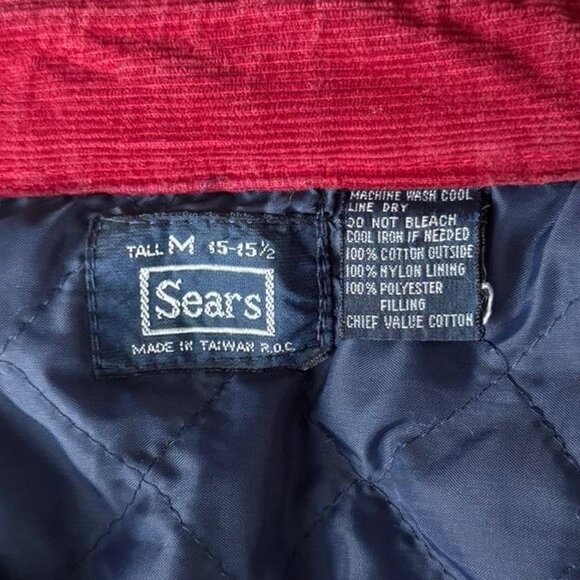 TALL M 15-15½
Sears
MADE IN TAIWAN R.O.C.
MACHINE WASH COOL
LINE DRY
DO NOT BLEACH
COOL IRON IF NEEDED
100% COTTON OUTSIDE
100% NYLON LINING
100% POLYESTER
FILLING
CHIEF VALUE COTTON